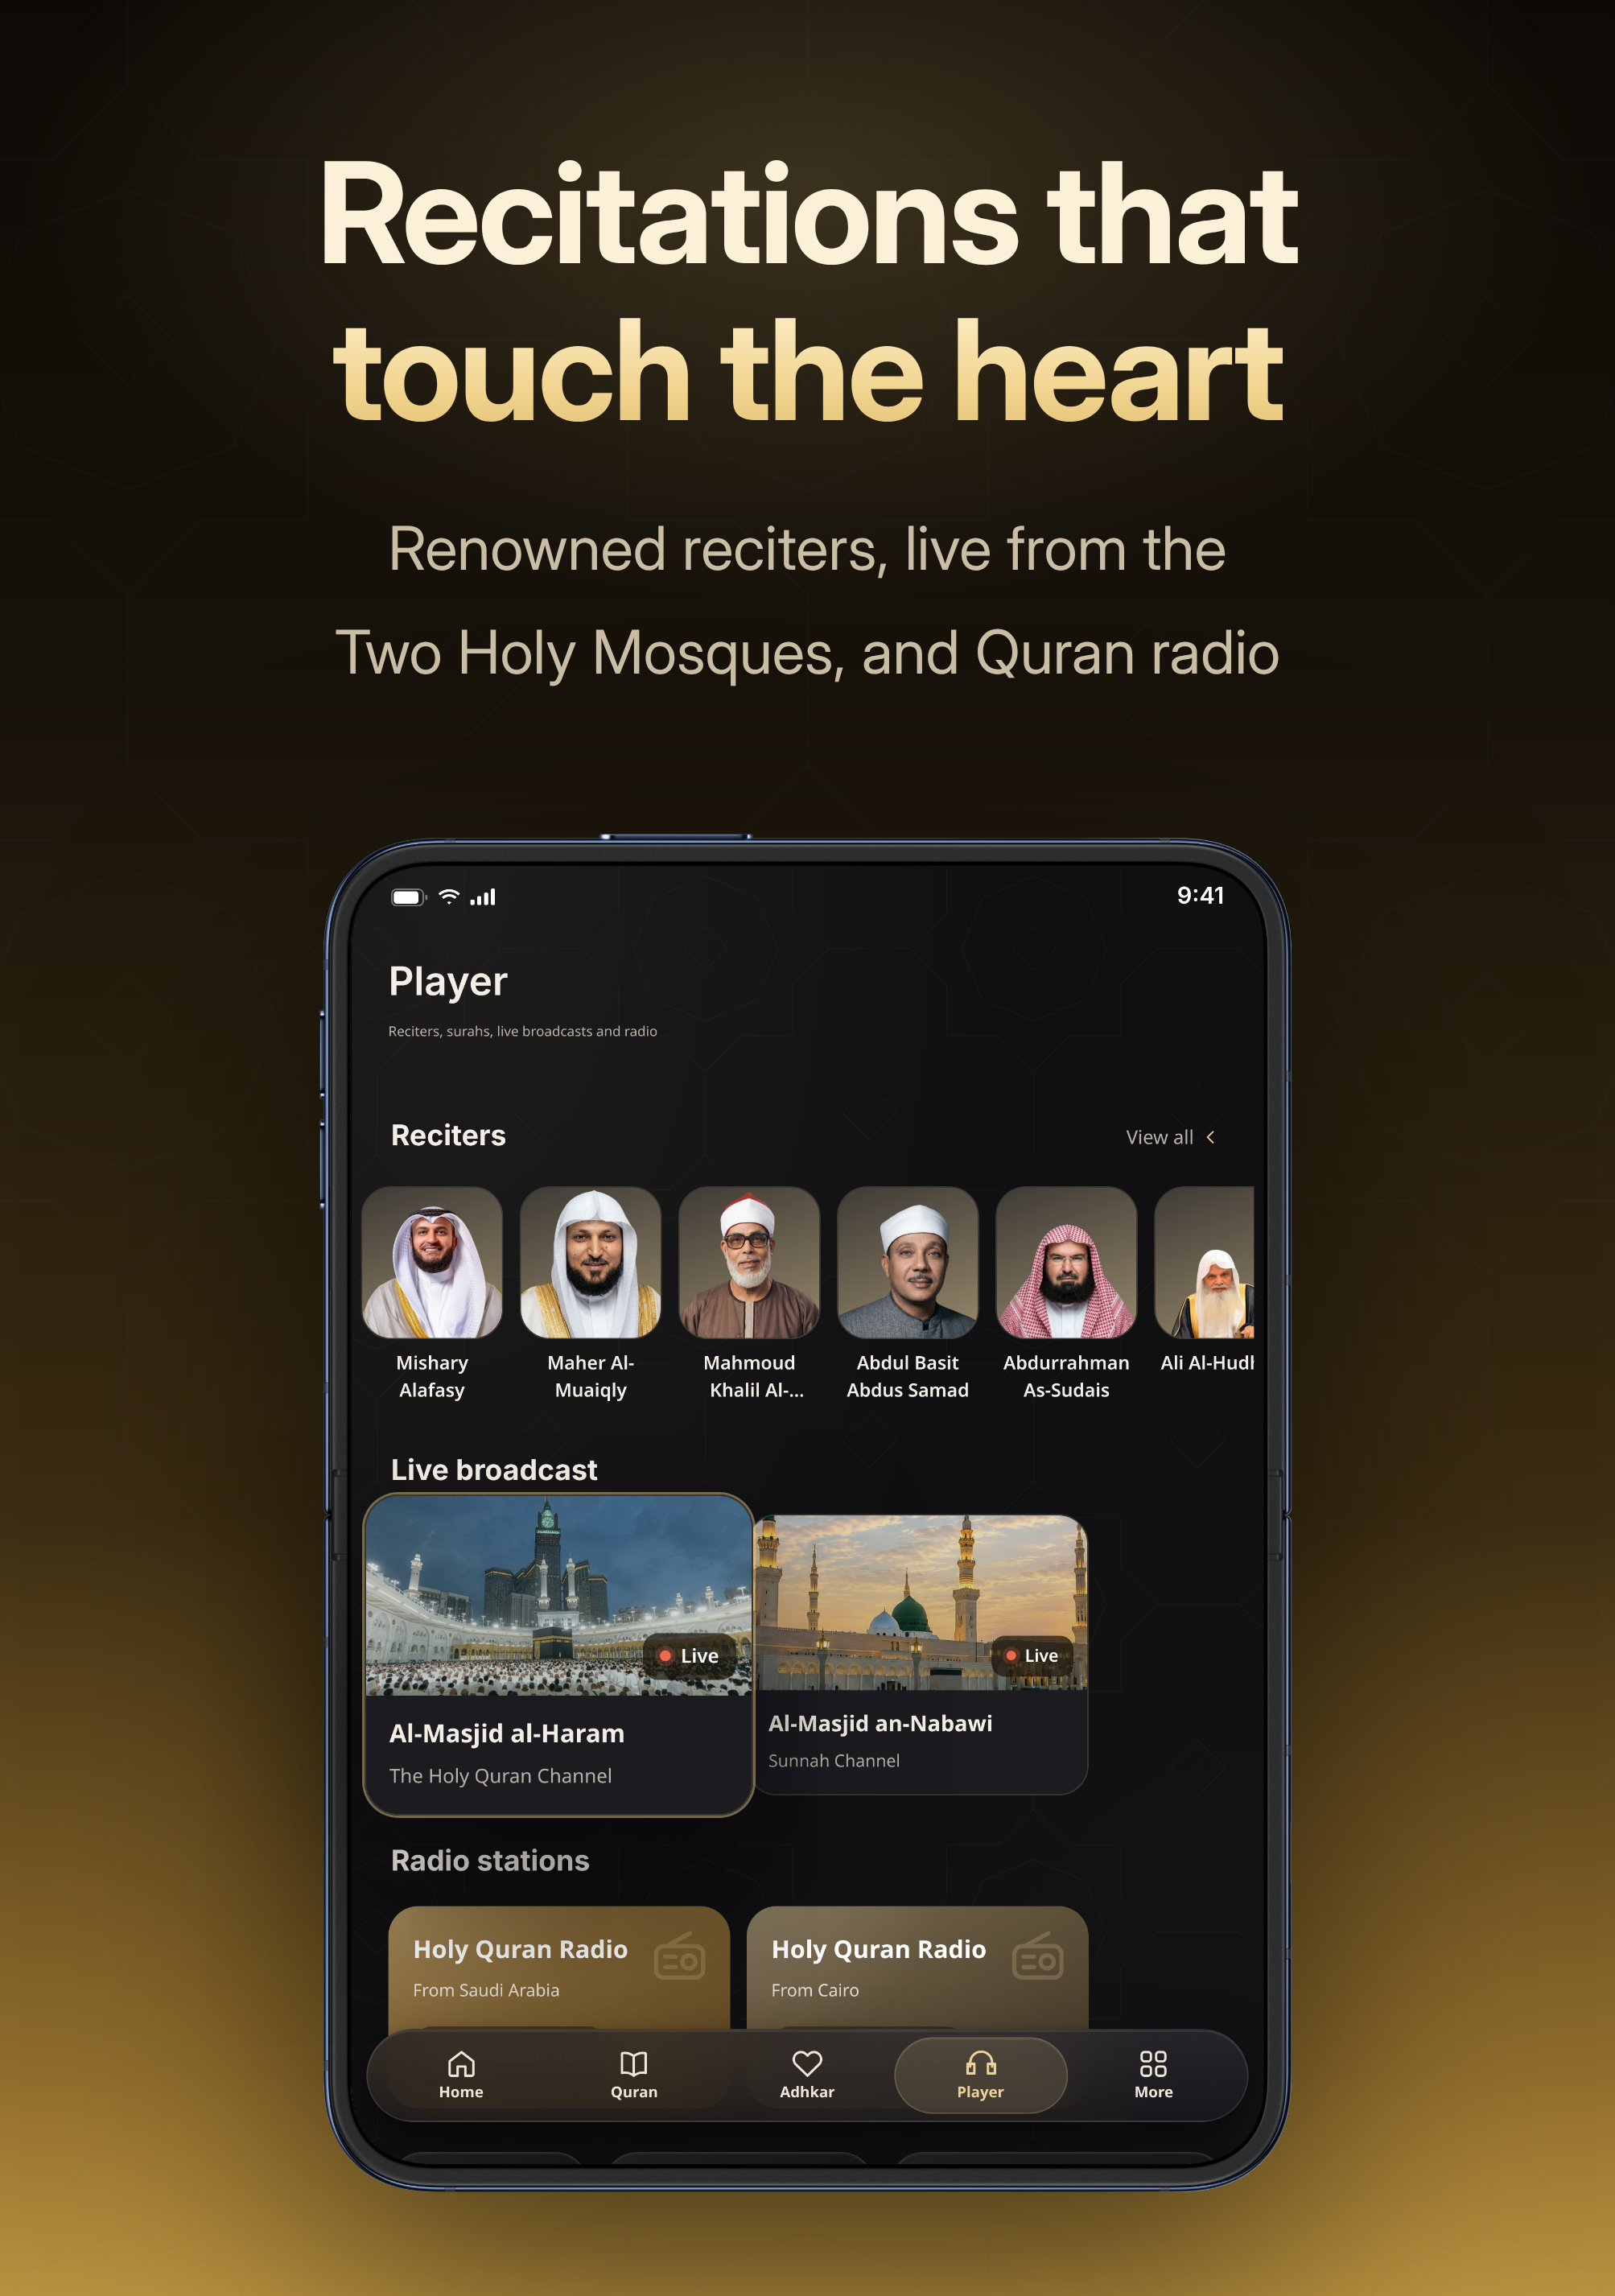 Recitations that
touch the heart
Renowned reciters, live from the
Two Holy Mosques, and Quran radio
9:41
Player
Reciters, surahs, live broadcasts and radio
Reciters
View all
Mishary
Alafasy
Maher Al-
Muaiqly
Mahmoud
Khalil Al-...
Abdul Basit
Abdus Samad
Abdurrahman
As-Sudais
Ali Al-Hudh
Live broadcast
Live
Al-Masjid al-Haram
The Holy Quran Channel
Live
Al-Masjid an-Nabawi
Sunnah Channel
Radio stations
Holy Quran Radio
From Saudi Arabia
Holy Quran Radio
From Cairo
Home
Quran
Adhkar
Player
More